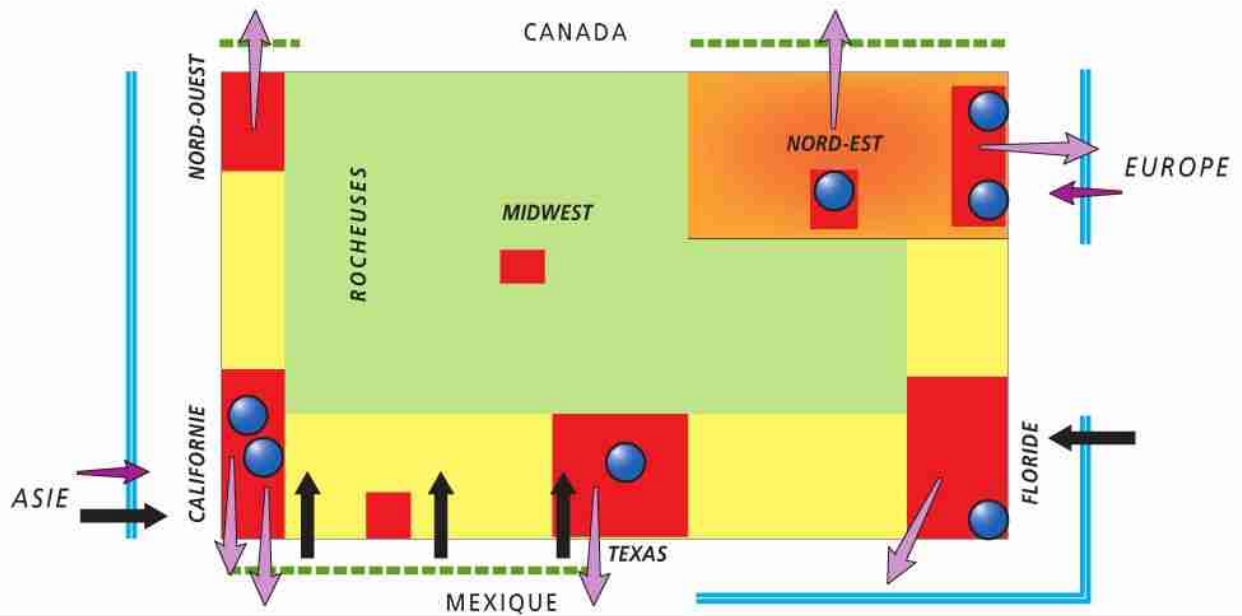 CANADA
NORD-OUEST
NORD-EST
EUROPE
ROCHEUSES
MIDWEST
CALIFORNIE
FLORIDE
ASIE
TEXAS
MEXIQUE